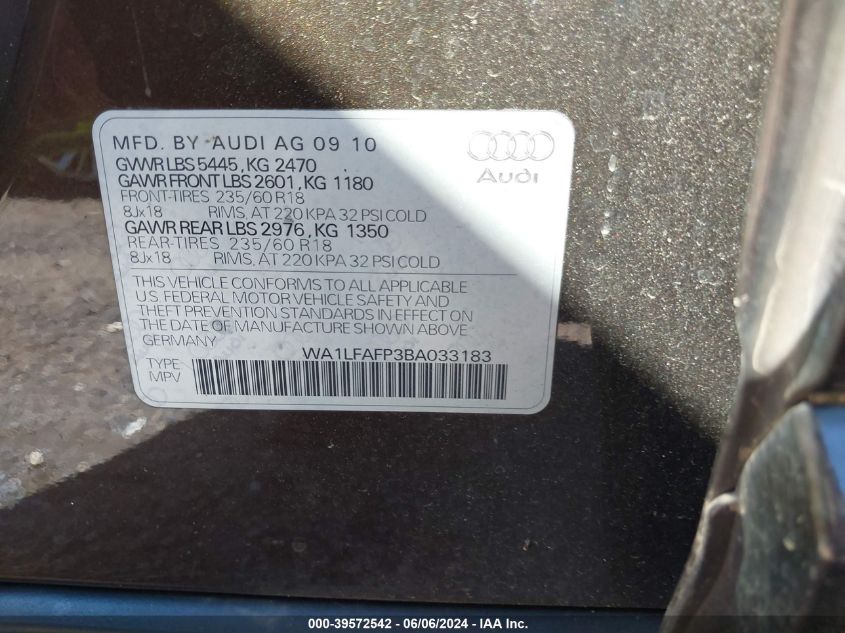 MFD. BY AUDI AG 09 10
GVWR LBS 5445, KG 2470
GAWR FRONT LBS 2601, KG 1180
FRONT-TIRES 235/60 R18
8Jx18 RIMS, AT 220 KPA 32 PSI COLD
GAWR REAR LBS 2976, KG 1350
REAR-TIRES 235/60 R18
8Jx18 RIMS, AT 220 KPA 32 PSI COLD
Audi
THIS VEHICLE CONFORMS TO ALL APPLICABLE
U.S. FEDERAL MOTOR VEHICLE SAFETY AND
THEFT PREVENTION STANDARDS IN EFFECT ON
THE DATE OF MANUFACTURE SHOWN ABOVE
GERMANY
WA1LFAFP3BA033183
TYPE
MPV
000-39572542 - 06/06/2024 - IAA Inc.